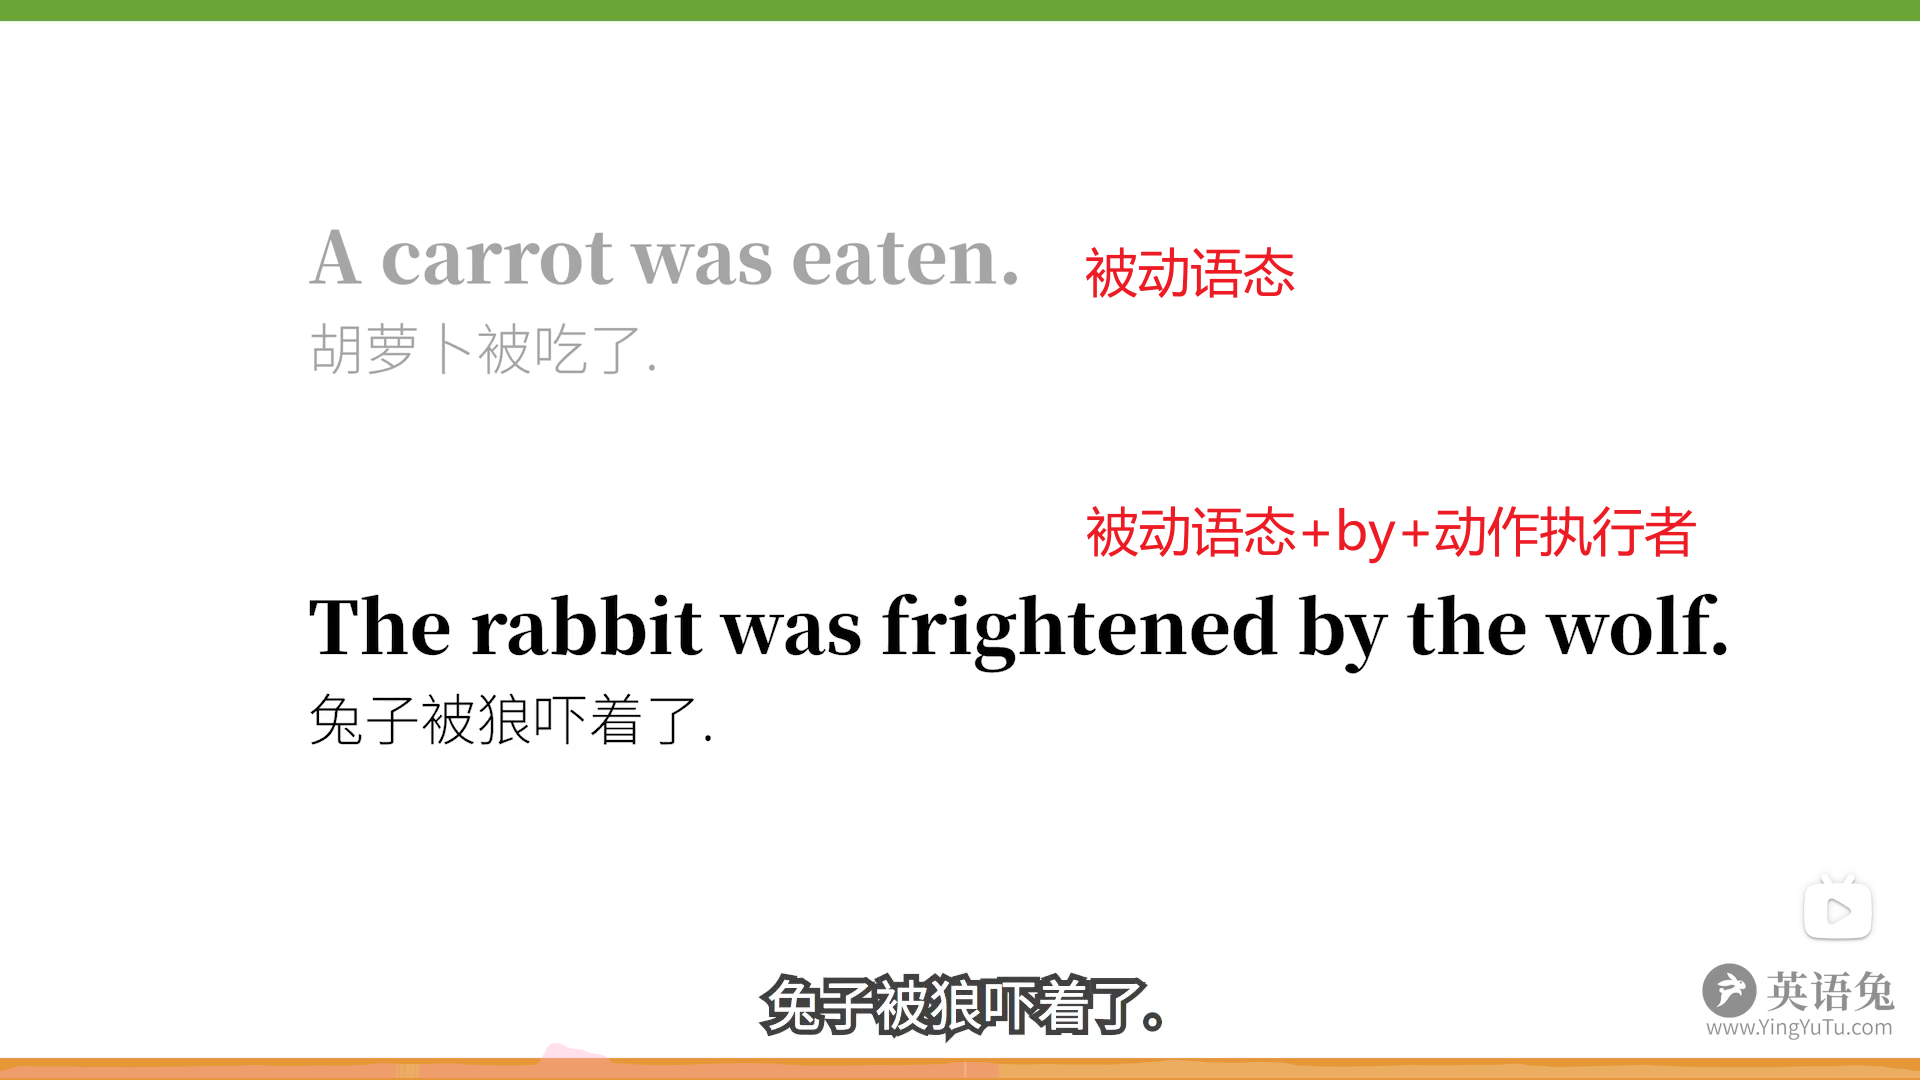 A carrot was eaten. 被动语态
胡萝卜被吃了.
被动语态+by+动作执行者
The rabbit was frightened by the wolf.
兔子被狼吓着了.
兔子被狼吓着了。
英语兔
www.YingYuTu.com